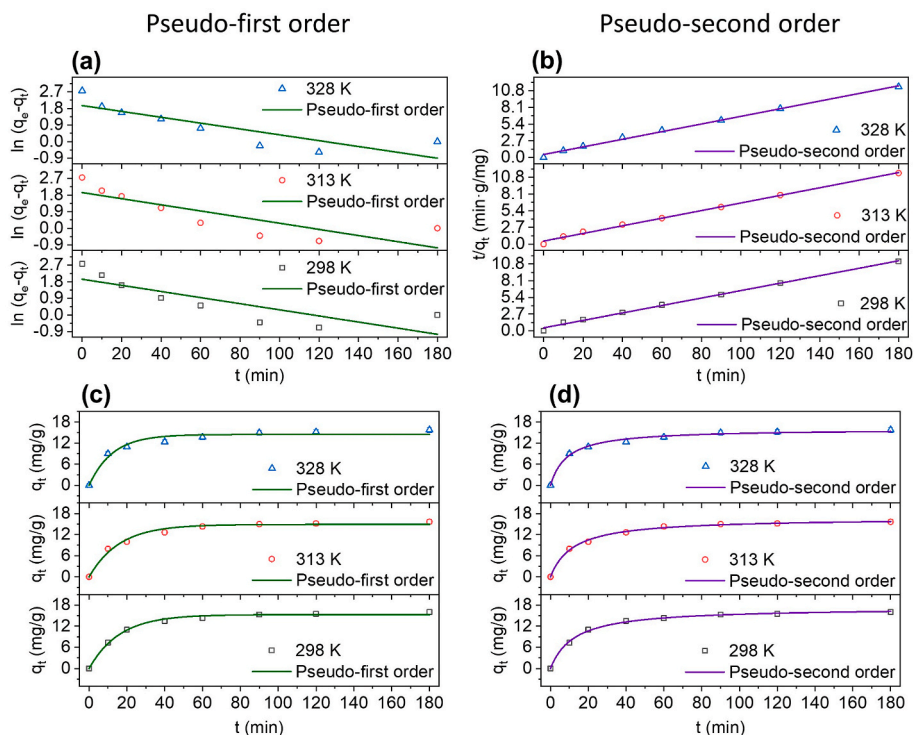 Pseudo-first order
Pseudo-second order
(a)
2.7
1.8
0.0
-0.9
328 K
Pseudo-first order
ln (qe-qt)
2.7
1.8
0.0
-0.9
313 K
Pseudo-first order
ln (qe-qt)
2.7
1.8
0.0
-0.9
298 K
Pseudo-first order
ln (qe-qt)
0 20 40 60 80 100 120 140 160 180
t (min)
(b)
10.8
8.1
5.4
2.7
0.0
328 K
Pseudo-second order
10.8
8.1
5.4
2.7
0.0
313 K
Pseudo-second order
t/qt (min·g/mg)
10.8
8.1
5.4
2.7
0.0
298 K
Pseudo-second order
0 20 40 60 80 100 120 140 160 180
t (min)
(c)
18
12
6
0
328 K
Pseudo-first order
qt (mg/g)
18
12
6
0
313 K
Pseudo-first order
qt (mg/g)
18
12
6
0
298 K
Pseudo-first order
qt (mg/g)
0 20 40 60 80 100 120 140 160 180
t (min)
(d)
18
12
6
0
328 K
Pseudo-second order
qt (mg/g)
18
12
6
0
313 K
Pseudo-second order
qt (mg/g)
18
12
6
0
298 K
Pseudo-second order
qt (mg/g)
0 20 40 60 80 100 120 140 160 180
t (min)